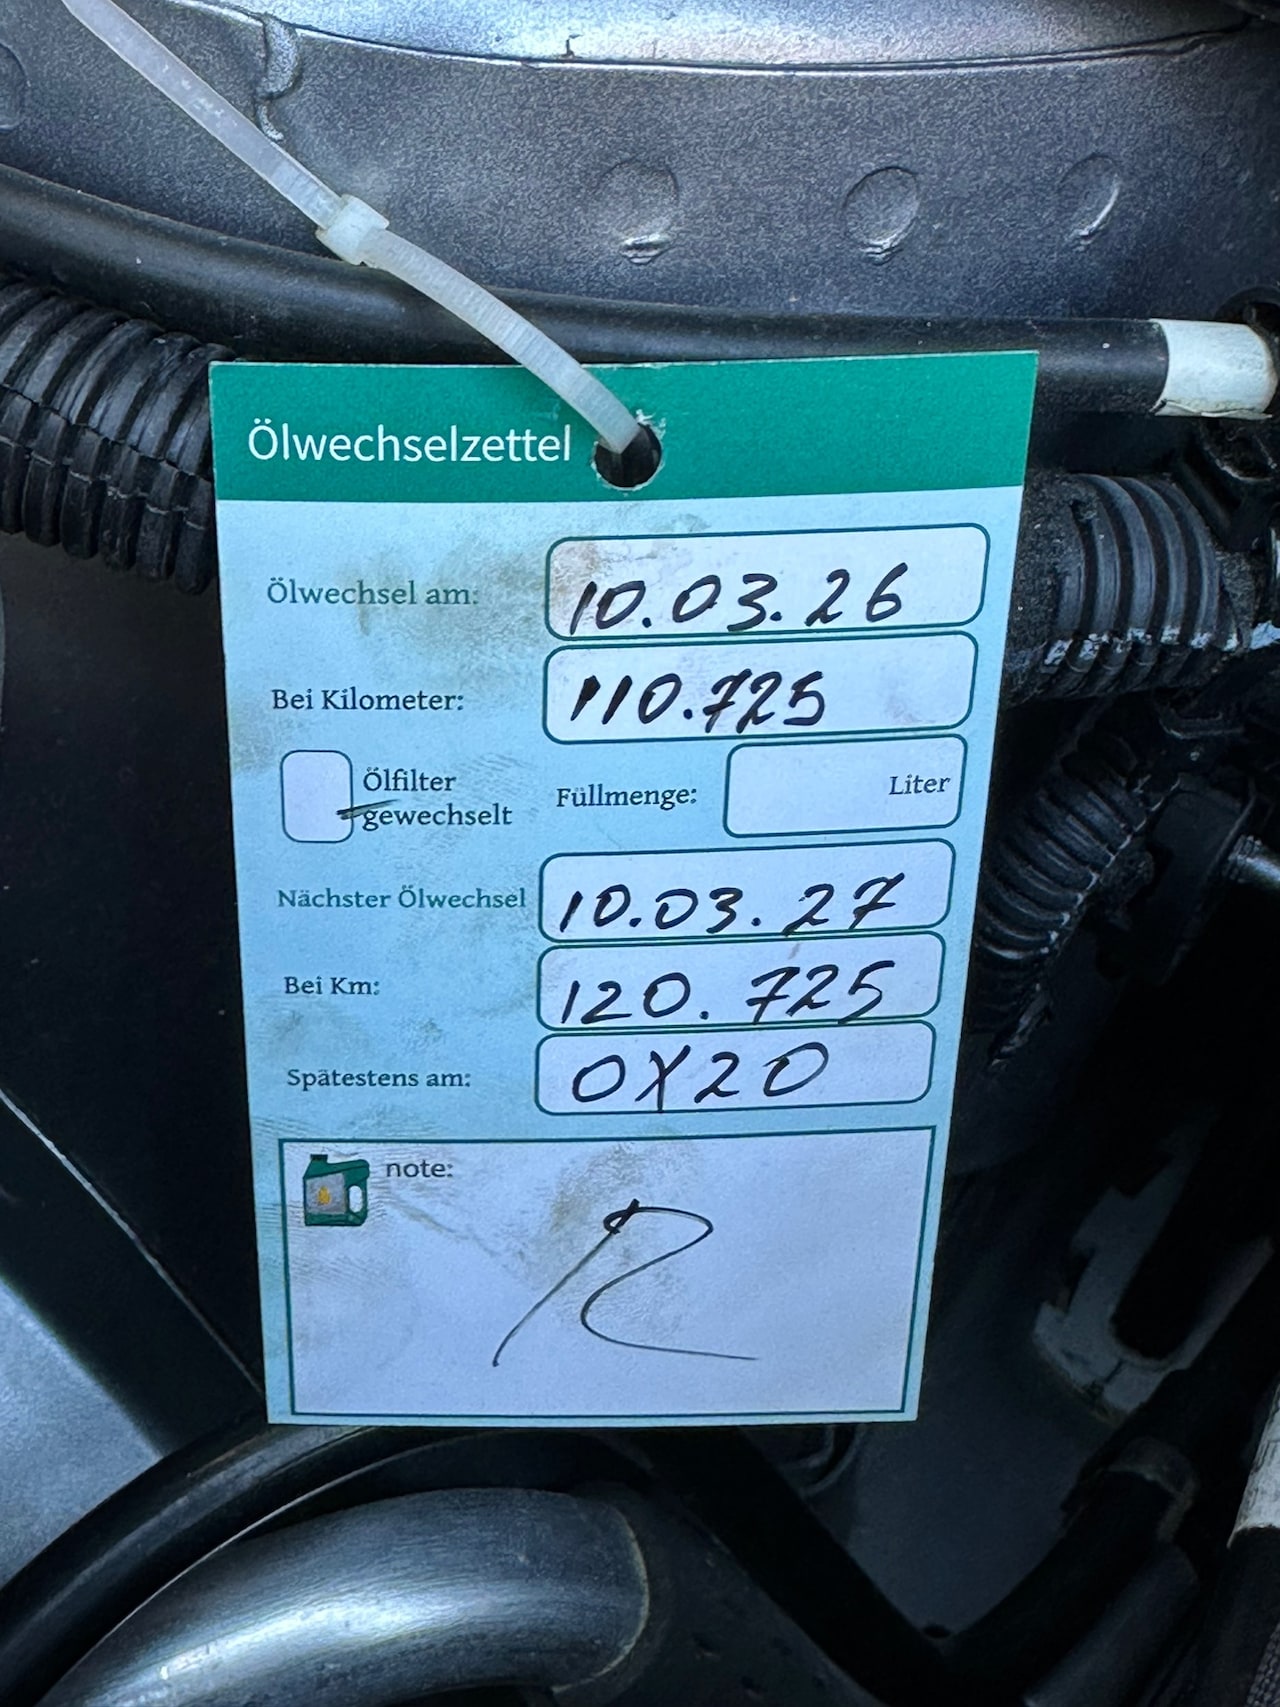 Ölwechselzettel
Ölwechsel am: 10.03.26
Bei Kilometer: 110.725
Ölfilter
gewechselt
Füllmenge: Liter
Nächster Ölwechsel 10.03.27
Bei Km: 120.725
Spätestens am: 0X20
note:
R